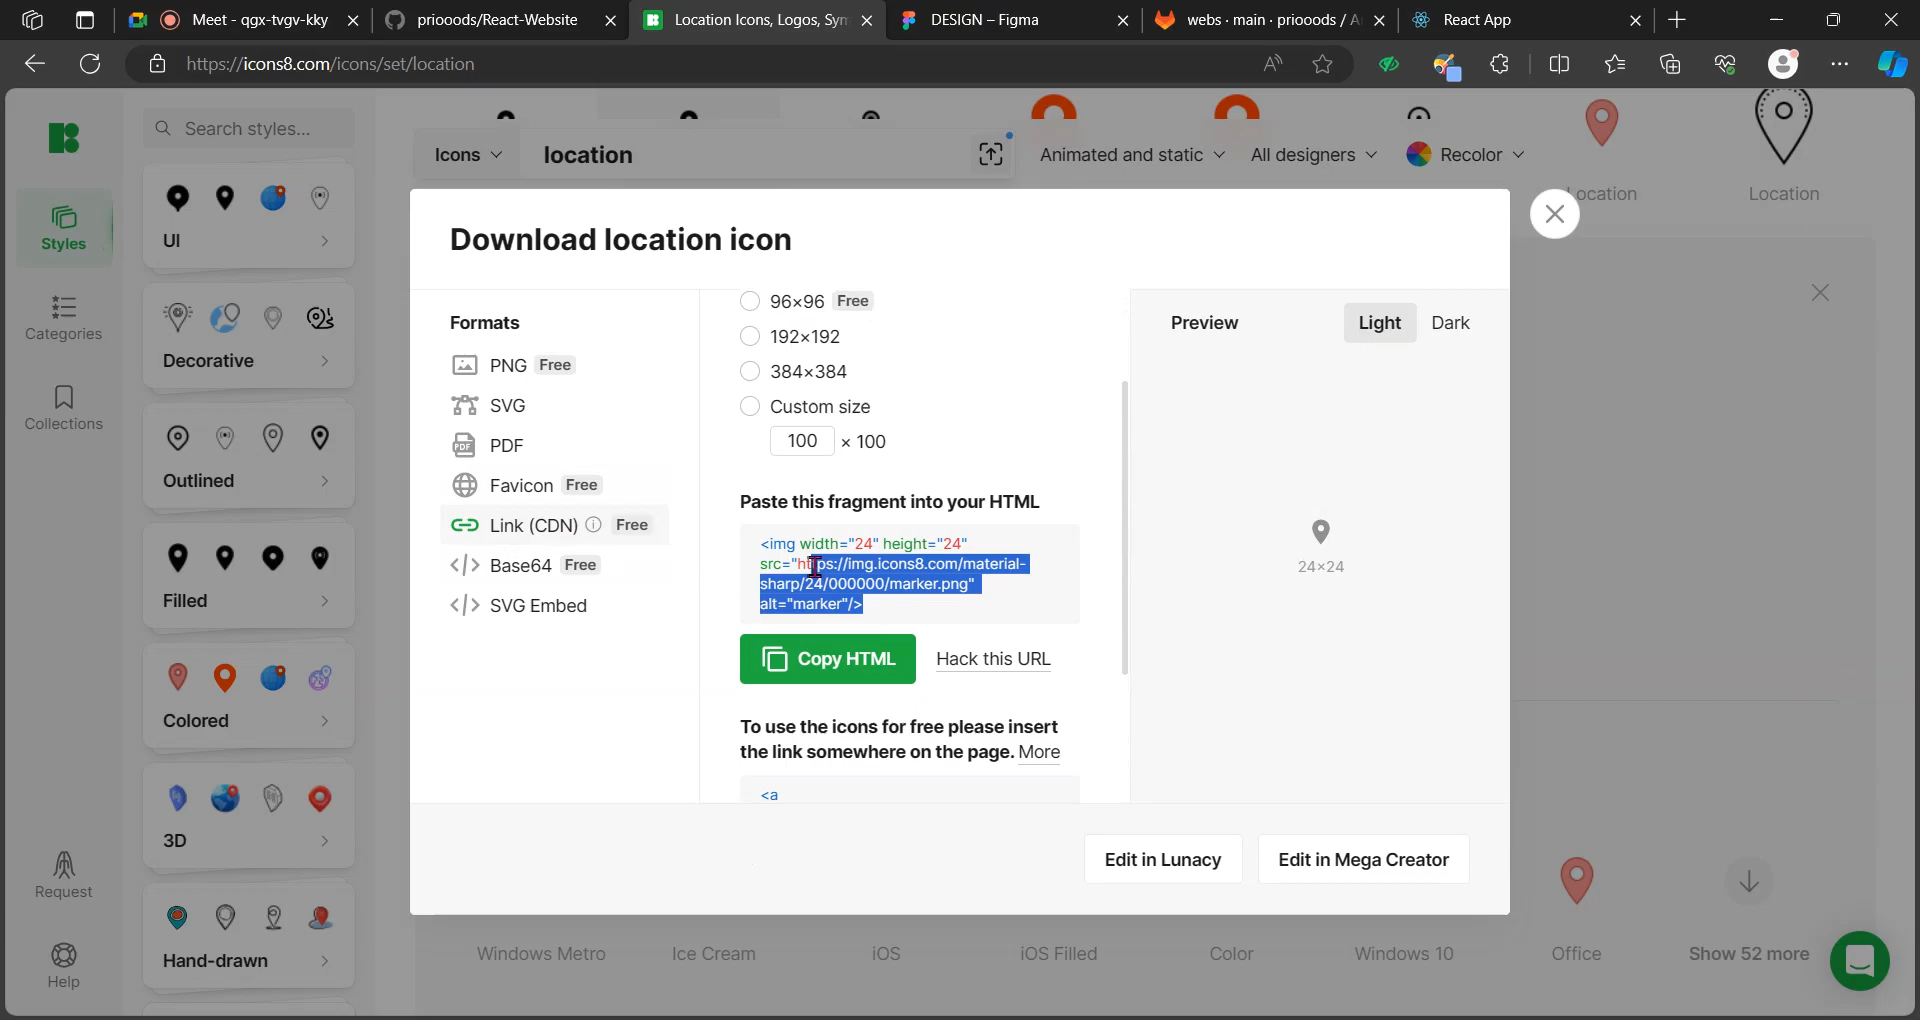 Meet - qgx-tvgv-kky
priooods/React-Website
Location Icons, Logos, Sym
DESIGN – Figma
webs · main · priooods / A
React App
https://icons8.com/icons/set/location
Styles
Categories
Collections
Request
Help
Search styles...
UI
Decorative
Outlined
Filled
Colored
3D
Hand-drawn
Icons
location
Animated and static
All designers
Recolor
ocation
Location
Download location icon
Formats
PNG Free
SVG
PDF
Favicon Free
Link (CDN) Free
Base64 Free
SVG Embed
96×96 Free
192×192
384×384
Custom size
100 × 100
Paste this fragment into your HTML
<img width="24" height="24"
src="https://img.icons8.com/material-
sharp/24/000000/marker.png"
alt="marker"/>
Copy HTML
Hack this URL
To use the icons for free please insert
the link somewhere on the page. More
<a
Preview
Light
Dark
24×24
Edit in Lunacy
Edit in Mega Creator
Windows Metro
Ice Cream
iOS
iOS Filled
Color
Windows 10
Office
Show 52 more